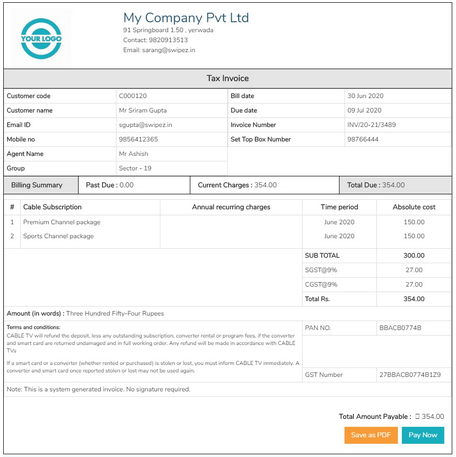 YOUR LOGO
My Company Pvt Ltd
91 Springboard 1.50 , yerwada
Contact: 9820913513
Email: sarang@swipez.in
Tax Invoice
Customer code C000120 Bill date 30 Jun 2020
Customer name Mr Sriram Gupta Due date 09 Jul 2020
Email ID sgupta@swipez.in Invoice Number INV/20-21/3489
Mobile no 9856412365 Set Top Box Number 98766444
Agent Name Mr Ashish
Group Sector - 19
Billing Summary Past Due : 0.00 Current Charges : 354.00 Total Due : 354.00
# Cable Subscription Annual recurring charges Time period Absolute cost
1 Premium Channel package June 2020 150.00
2 Sports Channel package June 2020 150.00
SUB TOTAL 300.00
SGST@9% 27.00
CGST@9% 27.00
Total Rs. 354.00
Amount (in words) : Three Hundred Fifty-Four Rupees
Terms and conditions:
CABLE TV will refund the deposit, less any outstanding subscription, converter rental or program fees, if the converter
and smart card are returned undamaged and in full working order. Any refund will be made in accordance with CABLE
TVs
If a smart card or a converter (whether rented or purchased) is stolen or lost, you must inform CABLE TV immediately. A
converter and smart card once reported stolen or lost may not be used again.
PAN NO. BBACB0774B
GST Number 27BBACB0774B1Z9
Note: This is a system generated invoice. No signature required.
Total Amount Payable : 354.00
Save as PDF Pay Now